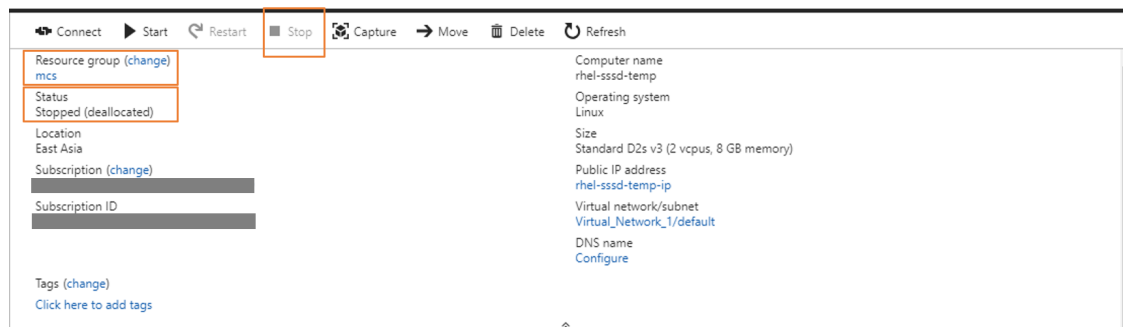 Connect Start Restart Stop Capture Move Delete Refresh
Resource group (change)
mcs
Status
Stopped (deallocated)
Location
East Asia
Subscription (change)
Subscription ID
Tags (change)
Click here to add tags
Computer name
rhel-sssd-temp
Operating system
Linux
Size
Standard D2s v3 (2 vcpus, 8 GB memory)
Public IP address
rhel-sssd-temp-ip
Virtual network/subnet
Virtual_Network_1/default
DNS name
Configure